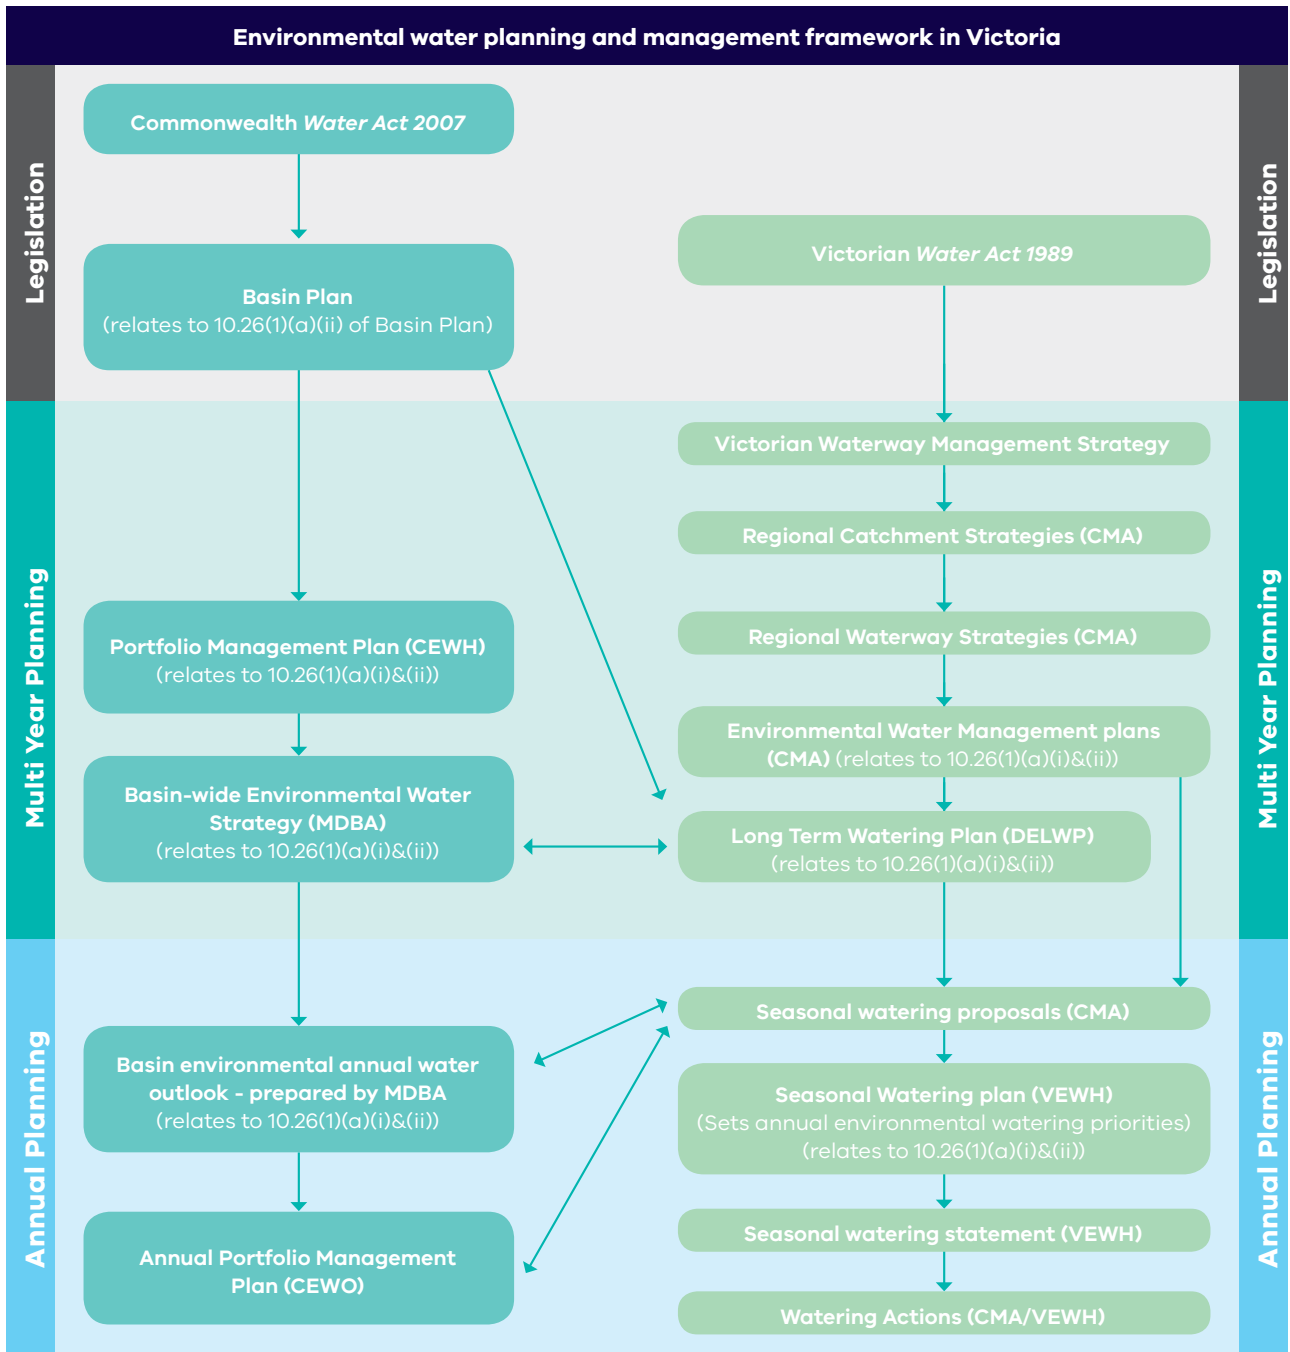 Environmental water planning and management framework in Victoria
Legislation
Commonwealth Water Act 2007
Basin Plan
(relates to 10.26(1)(a)(ii) of Basin Plan)
Victorian Water Act 1989
Legislation
Multi Year Planning
Portfolio Management Plan (CEWH)
(relates to 10.26(1)(a)(i)&(ii))
Basin-wide Environmental Water
Strategy (MDBA)
(relates to 10.26(1)(a)(i)&(ii))
Victorian Waterway Management Strategy
Regional Catchment Strategies (CMA)
Regional Waterway Strategies (CMA)
Environmental Water Management plans
(CMA) (relates to 10.26(1)(a)(i)&(ii))
Long Term Watering Plan (DELWP)
(relates to 10.26(1)(a)(i)&(ii))
Multi Year Planning
Annual Planning
Basin environmental annual water
outlook - prepared by MDBA
(relates to 10.26(1)(a)(i)&(ii))
Annual Portfolio Management
Plan (CEWO)
Seasonal watering proposals (CMA)
Seasonal Watering plan (VEWH)
(Sets annual environmental watering priorities)
(relates to 10.26(1)(a)(i)&(ii))
Seasonal watering statement (VEWH)
Watering Actions (CMA/VEWH)
Annual Planning